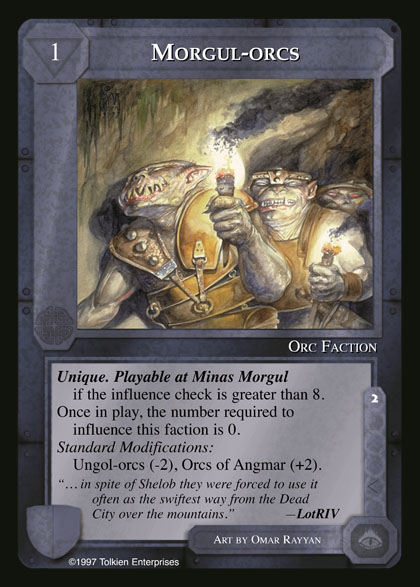 1
MORGUL-ORCS
ORC FACTION
Unique. Playable at Minas Morgul
if the influence check is greater than 8.
Once in play, the number required to
influence this faction is 0.
Standard Modifications:
Ungol-orcs (-2), Orcs of Angmar (+2).
“… in spite of Shelob they were forced to use it
often as the swiftest way from the Dead
City over the mountains.” –LotRIV
2
ART BY OMAR RAYYAN
©1997 Tolkien Enterprises